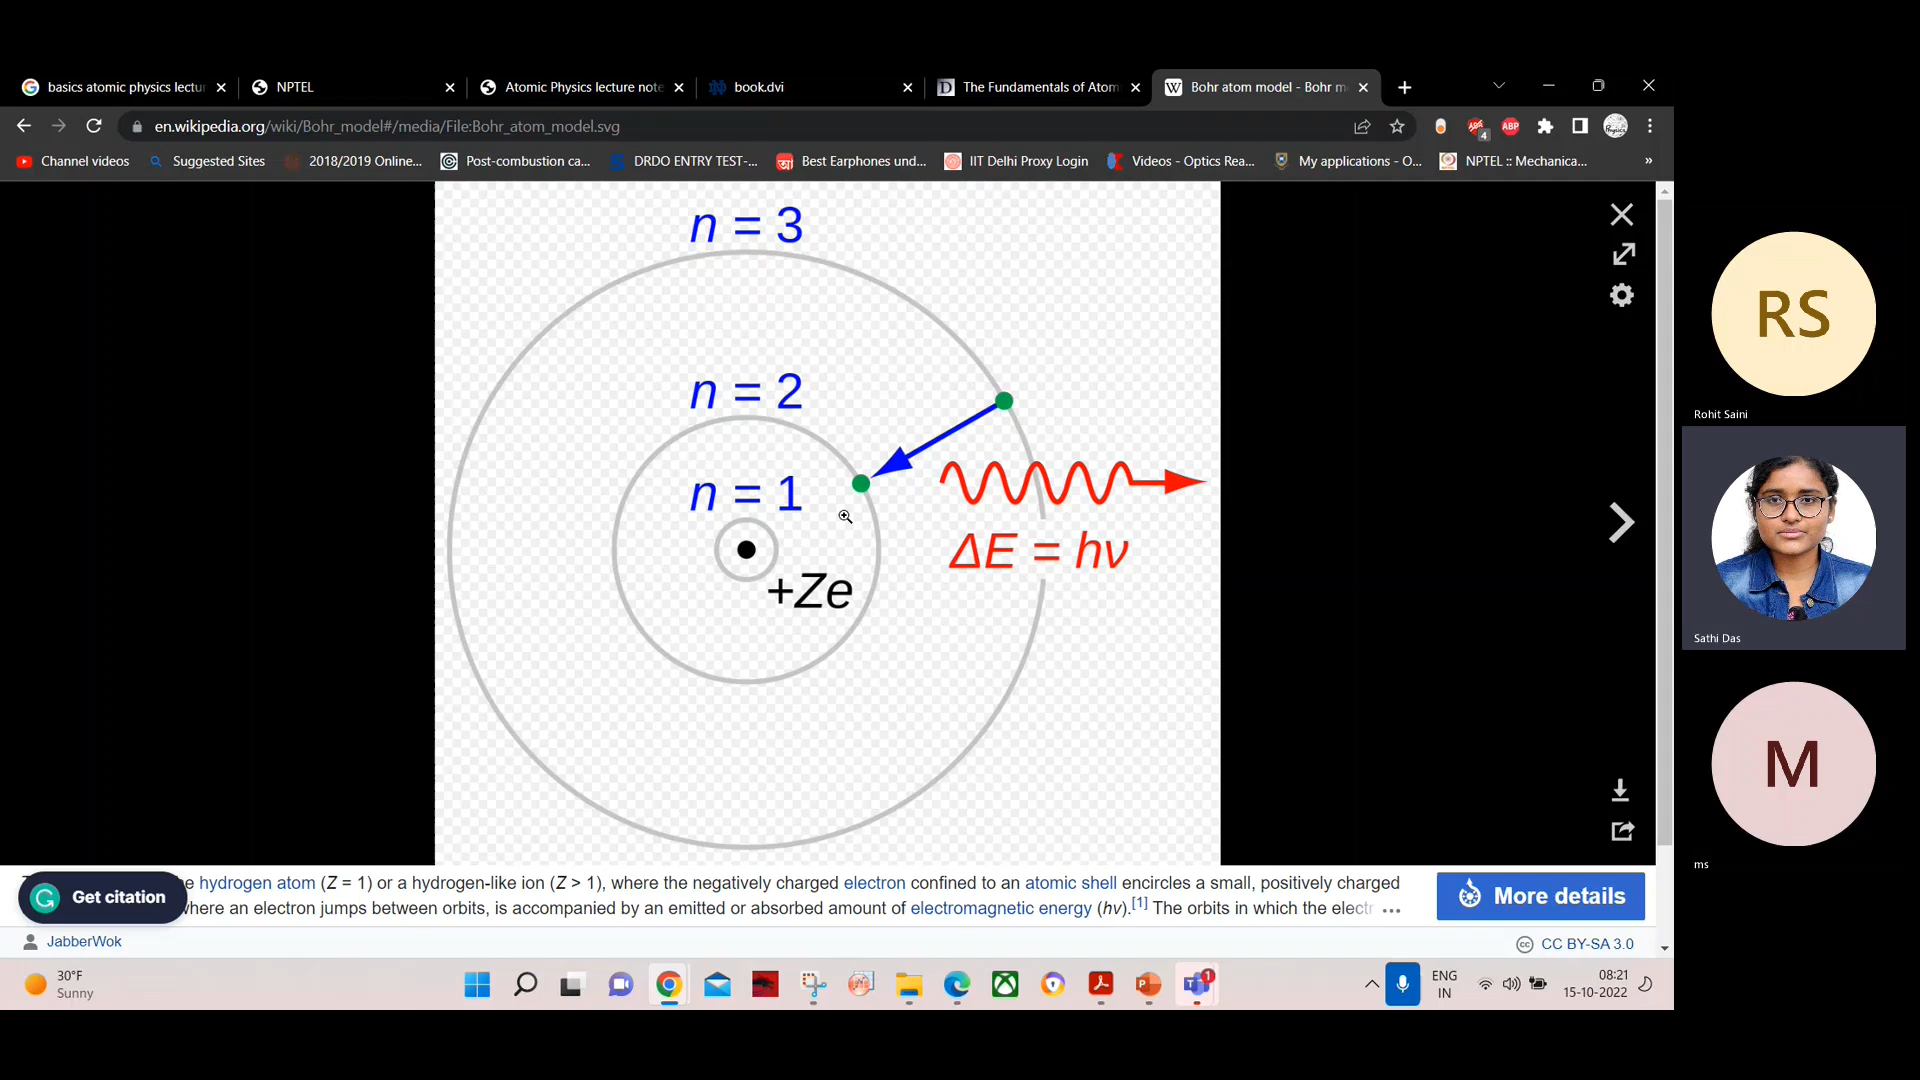 basics atomic physics lectur
NPTEL
Atomic Physics lecture note
book.dvi
The Fundamentals of Atom
Bohr atom model - Bohr m
en.wikipedia.org/wiki/Bohr_model#/media/File:Bohr_atom_model.svg
4
ABP
Channel videos
Suggested Sites
2018/2019 Online...
Post-combustion ca...
DRDO ENTRY TEST-...
Best Earphones und...
IIT Delhi Proxy Login
Videos - Optics Rea...
My applications - O...
NPTEL :: Mechanica...
»
n = 3
n = 2
n = 1
+Ze
ΔE = hν
RS
Rohit Saini
Sathi Das
M
ms
e hydrogen atom (Z = 1) or a hydrogen-like ion (Z > 1), where the negatively charged electron confined to an atomic shell encircles a small, positively charged
where an electron jumps between orbits, is accompanied by an emitted or absorbed amount of electromagnetic energy (hν).[1] The orbits in which the electr ...
Get citation
More details
JabberWok
CC BY-SA 3.0
30°F
Sunny
1
ENG
IN
08:21
15-10-2022